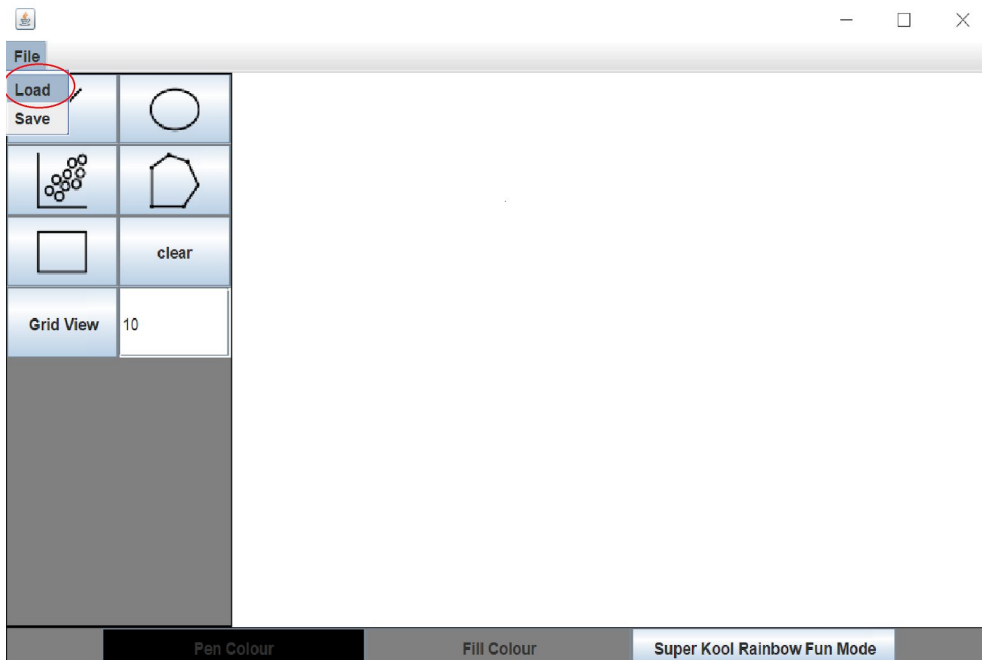 File
Load
Save
clear
Grid View 10
Pen Colour Fill Colour Super Kool Rainbow Fun Mode